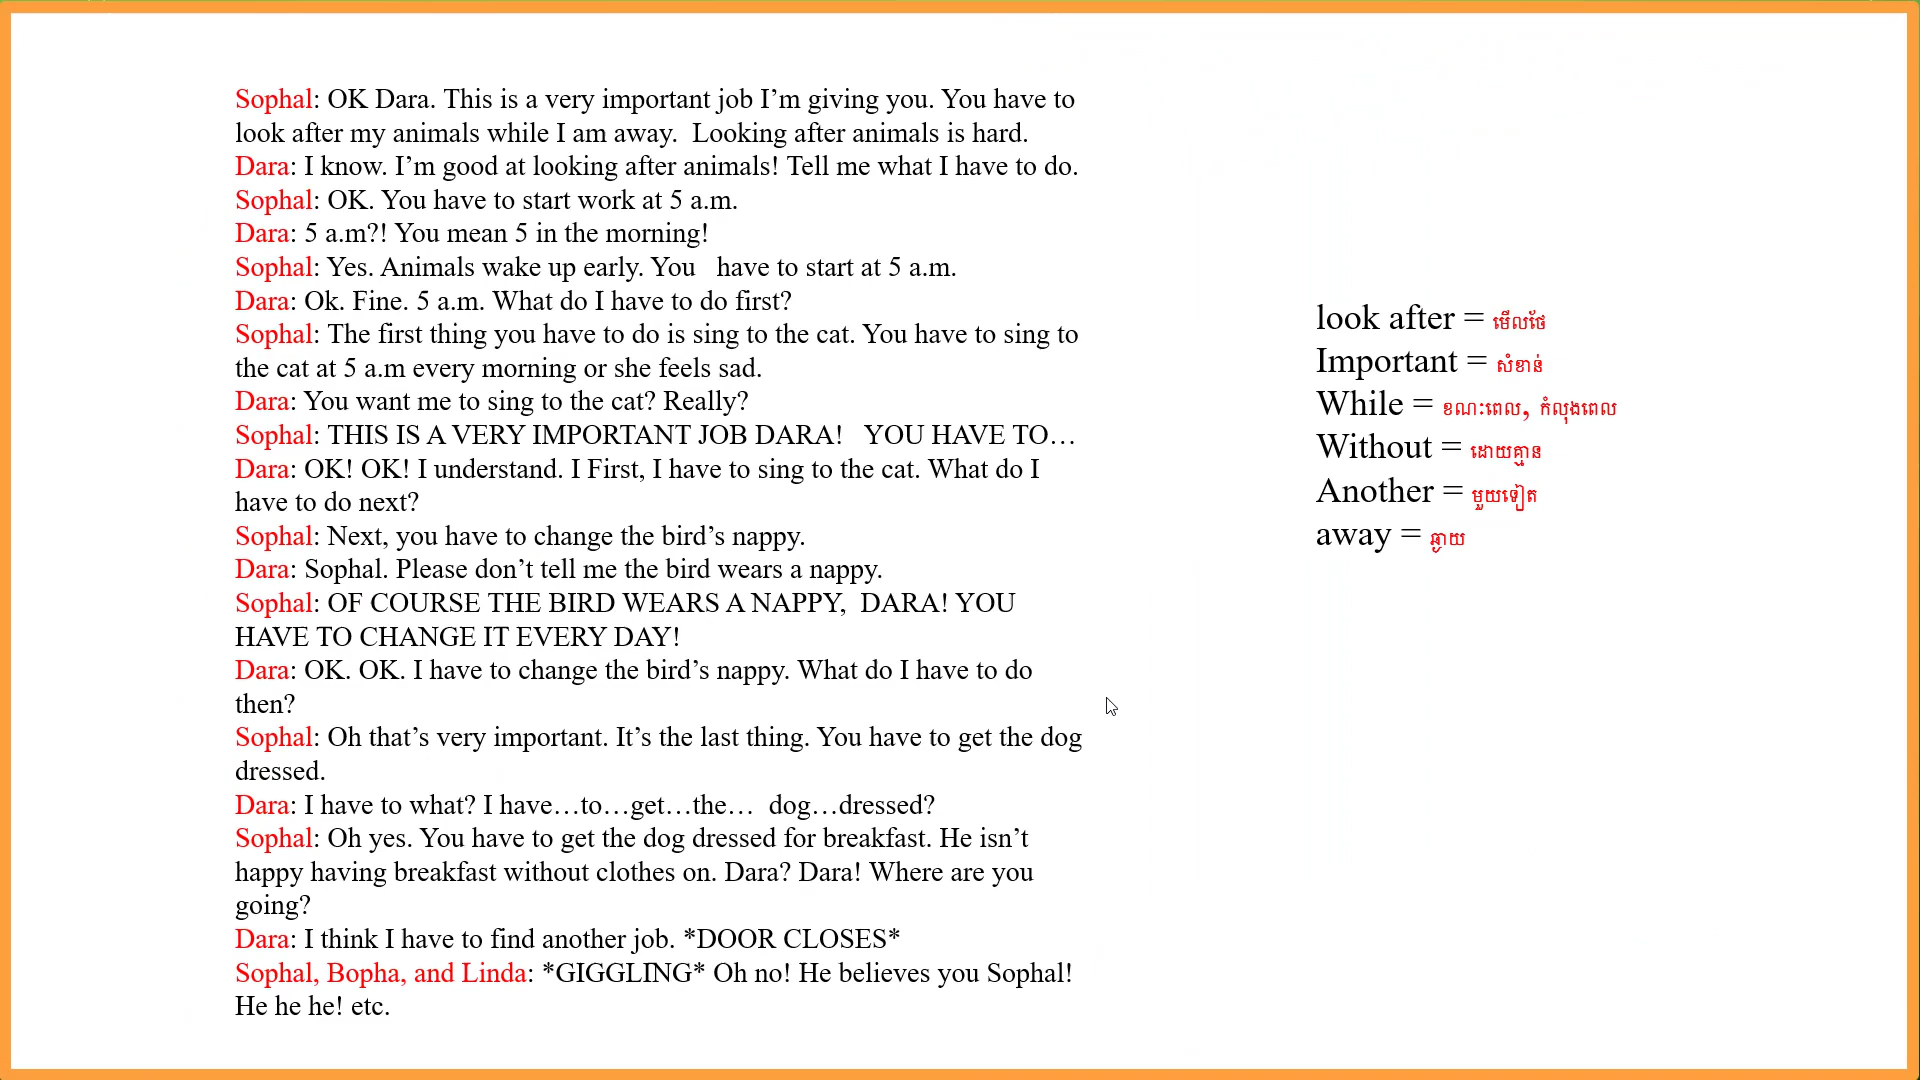 Sophal: OK Dara. This is a very important job I’m giving you. You have to
look after my animals while I am away.  Looking after animals is hard.
Dara: I know. I’m good at looking after animals! Tell me what I have to do.
Sophal: OK. You have to start work at 5 a.m.
Dara: 5 a.m?! You mean 5 in the morning!
Sophal: Yes. Animals wake up early. You   have to start at 5 a.m.
Dara: Ok. Fine. 5 a.m. What do I have to do first?
Sophal: The first thing you have to do is sing to the cat. You have to sing to
the cat at 5 a.m every morning or she feels sad.
Dara: You want me to sing to the cat? Really?
Sophal: THIS IS A VERY IMPORTANT JOB DARA!   YOU HAVE TO…
Dara: OK! OK! I understand. I First, I have to sing to the cat. What do I
have to do next?
Sophal: Next, you have to change the bird’s nappy.
Dara: Sophal. Please don’t tell me the bird wears a nappy.
Sophal: OF COURSE THE BIRD WEARS A NAPPY,  DARA! YOU
HAVE TO CHANGE IT EVERY DAY!
Dara: OK. OK. I have to change the bird’s nappy. What do I have to do
then?
Sophal: Oh that’s very important. It’s the last thing. You have to get the dog
dressed.
Dara: I have to what? I have…to…get…the…  dog…dressed?
Sophal: Oh yes. You have to get the dog dressed for breakfast. He isn’t
happy having breakfast without clothes on. Dara? Dara! Where are you
going?
Dara: I think I have to find another job. *DOOR CLOSES*
Sophal, Bopha, and Linda: *GIGGLING* Oh no! He believes you Sophal!
He he he! etc.
look after = មើលថែ
Important = សំខាន់
While = ខណៈពេល, កំលុងពេល
Without = ដោយគ្មាន
Another = មួយទៀត
away = ឆ្ងាយ